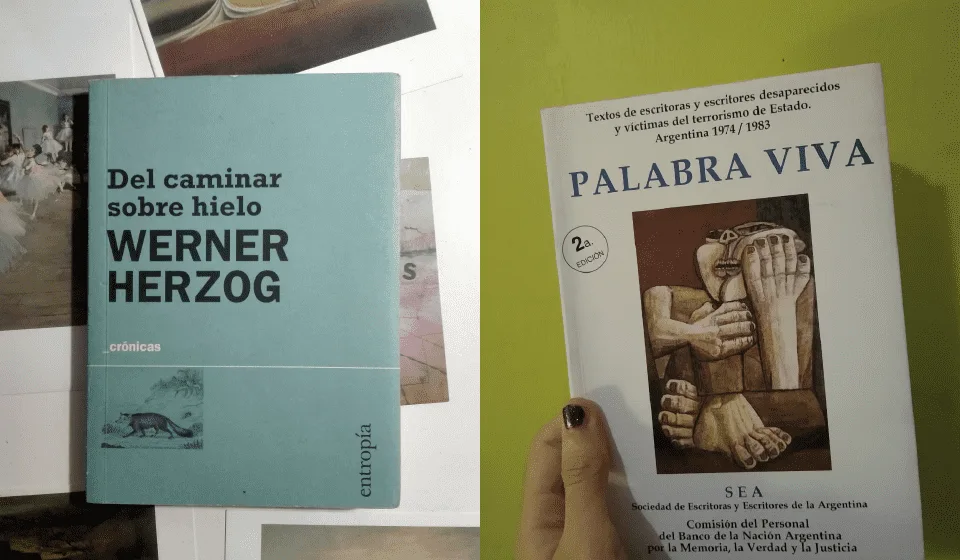 Del caminar
sobre hielo
WERNER
HERZOG
_crónicas
entropía
S
Textos de escritoras y escritores desaparecidos
y víctimas del terrorismo de Estado.
Argentina 1974 / 1983
PALABRA VIVA
2a.
EDICIÓN
SEA
Sociedad de Escritoras y Escritores de la Argentina
Comisión del Personal
del Banco de la Nación Argentina
por la Memoria, la Verdad y la Justicia